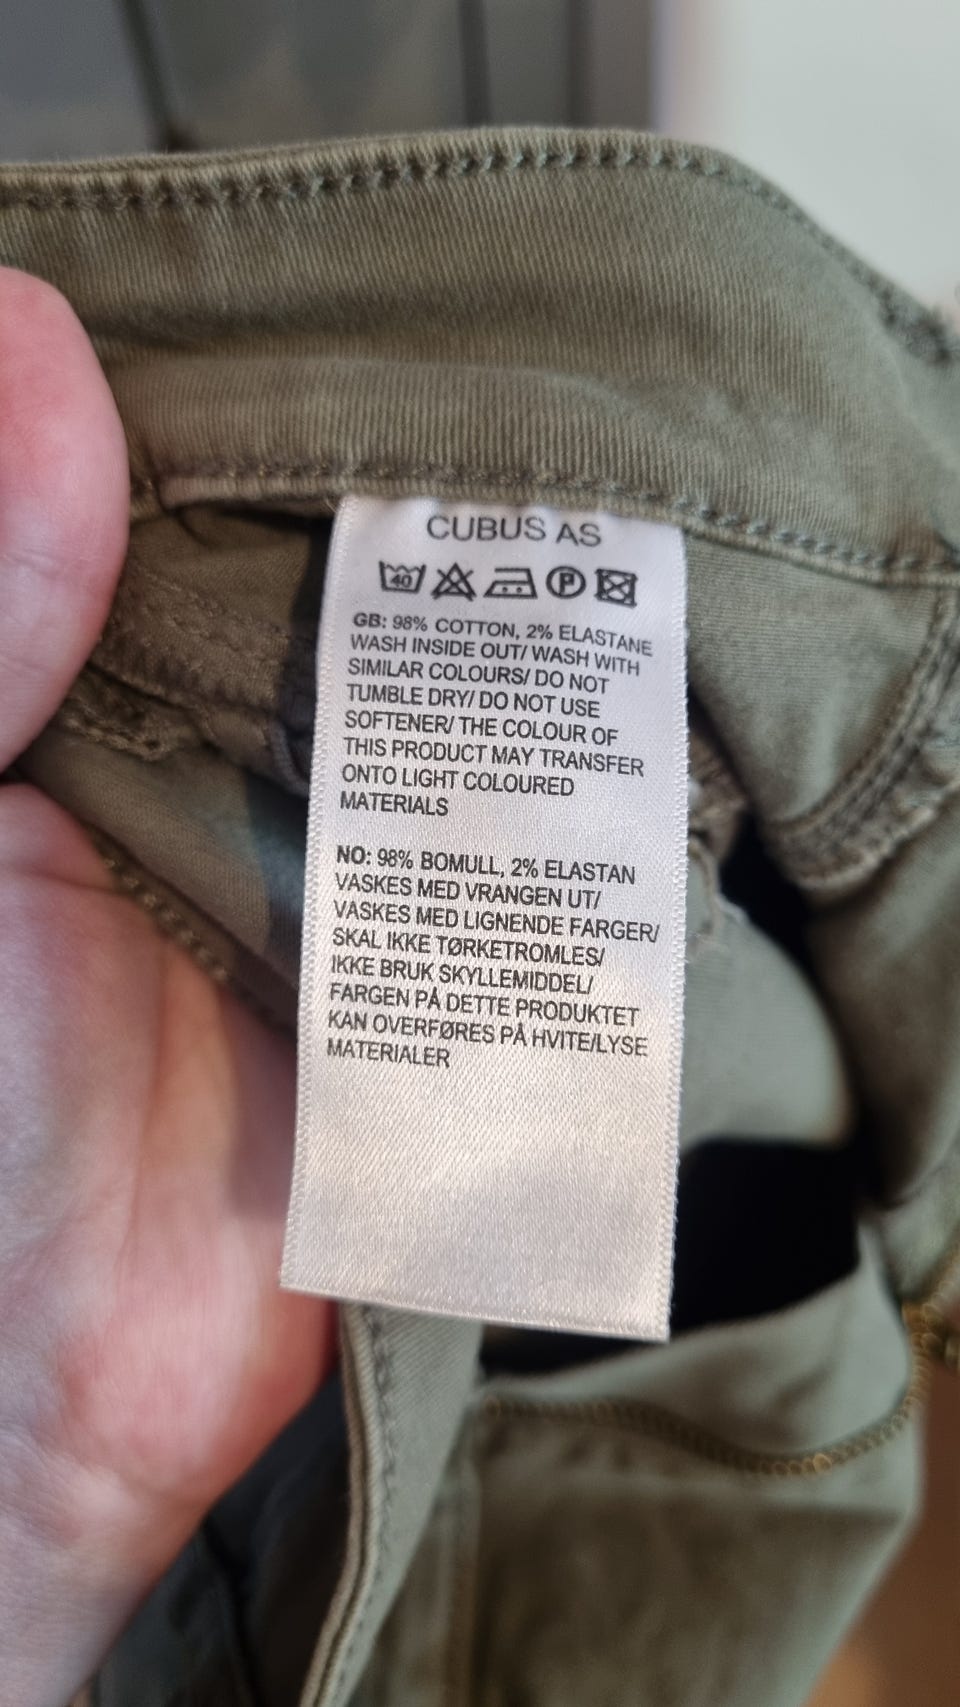 CUBUS AS
40 P
GB: 98% COTTON, 2% ELASTANE
WASH INSIDE OUT/ WASH WITH
SIMILAR COLOURS/ DO NOT
TUMBLE DRY/ DO NOT USE
SOFTENER/ THE COLOUR OF
THIS PRODUCT MAY TRANSFER
ONTO LIGHT COLOURED
MATERIALS
NO: 98% BOMULL, 2% ELASTAN
VASKES MED VRANGEN UT/
VASKES MED LIGNENDE FARGER/
SKAL IKKE TØRKETROMLES/
IKKE BRUK SKYLLEMIDDEL/
FARGEN PÅ DETTE PRODUKTET
KAN OVERFØRES PÅ HVITE/LYSE
MATERIALER